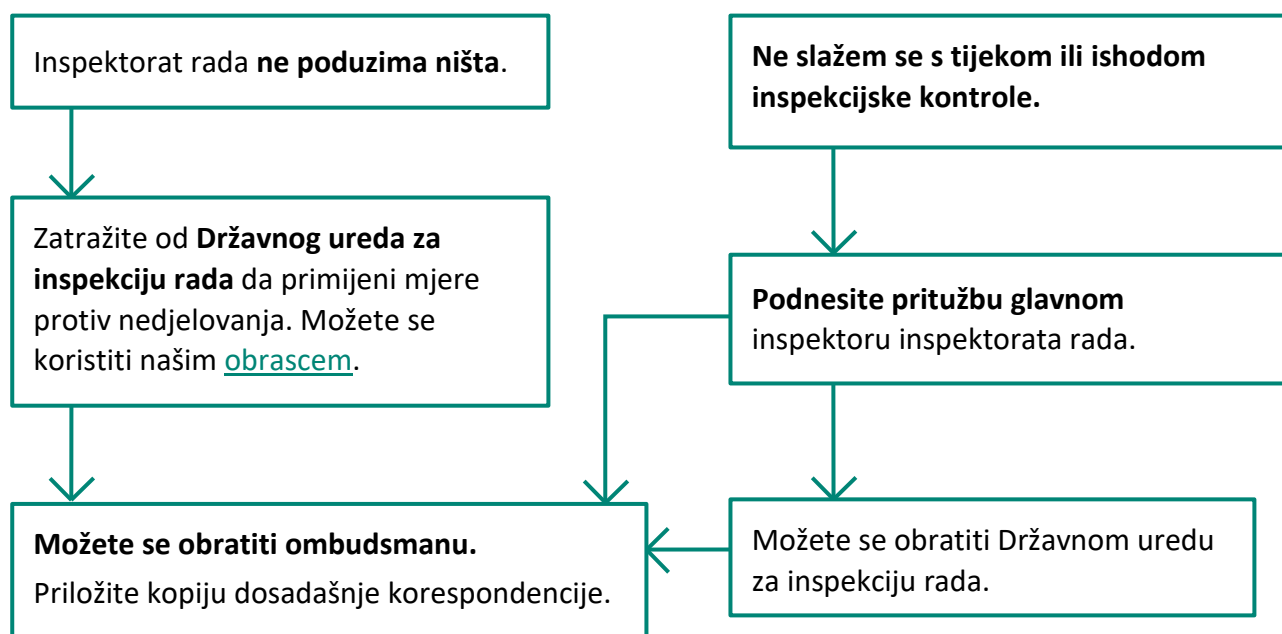 Inspektorat rada ne poduzima ništa.
Zatražite od Državnog ureda za
inspekciju rada da primijeni mjere
protiv nedjelovanja. Možete se
koristiti našim obrascem.
Ne slažem se s tijekom ili ishodom
inspekcijske kontrole.
Podnesite pritužbu glavnom
inspektoru inspektorata rada.
Možete se obratiti Državnom uredu
za inspekciju rada.
Možete se obratiti ombudsmanu.
Priložite kopiju dosadašnje korespondencije.